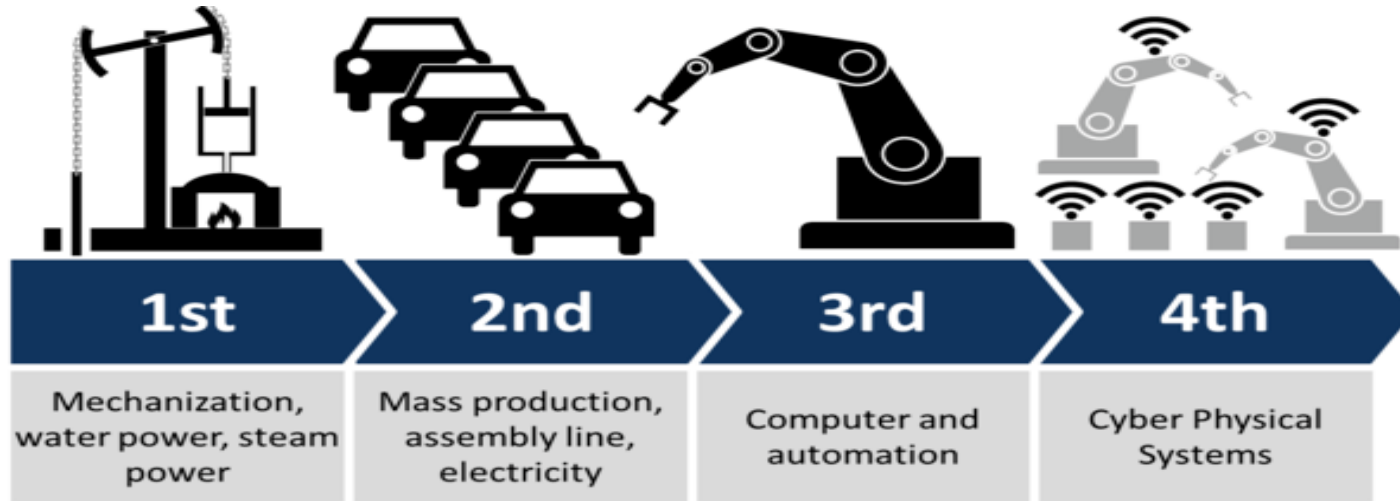 1st
2nd
3rd
4th
Mechanization,
water power, steam
power
Mass production,
assembly line,
electricity
Computer and
automation
Cyber Physical
Systems